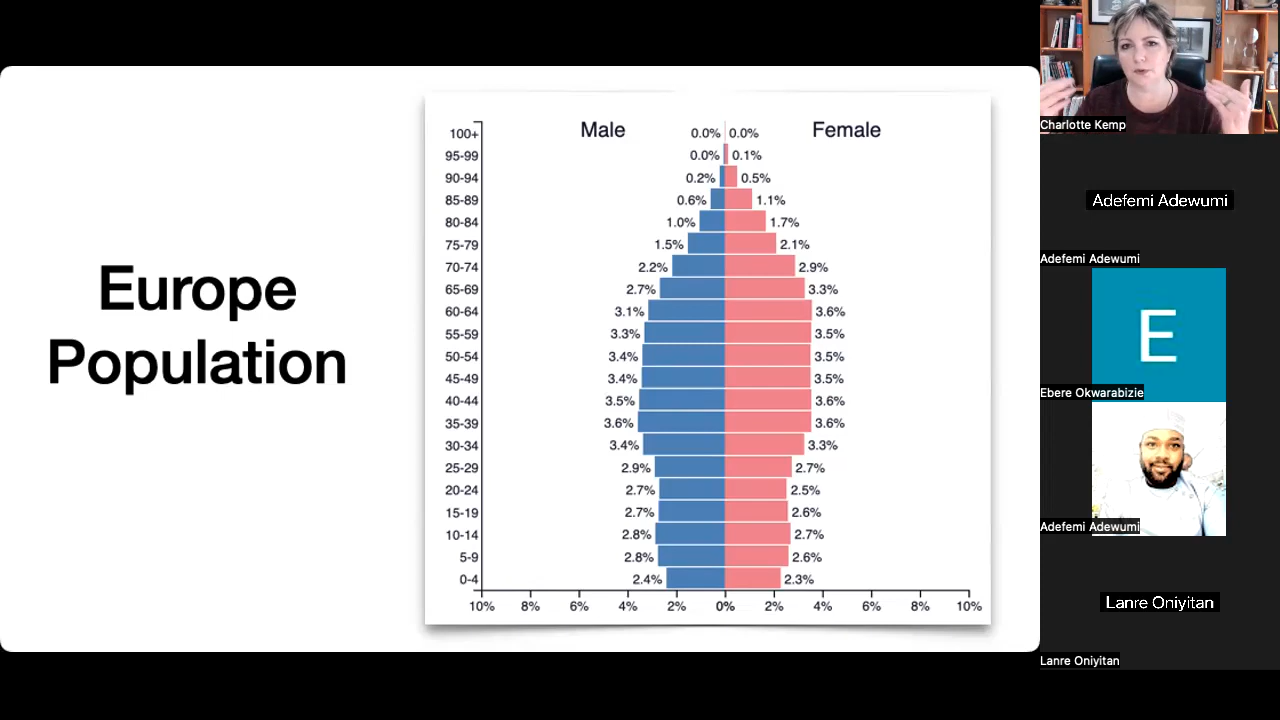 Europe
Population
Male
Female
100+ 0.0% 0.0%
95-99 0.0% 0.1%
90-94 0.2% 0.5%
85-89 0.6% 1.1%
80-84 1.0% 1.7%
75-79 1.5% 2.1%
70-74 2.2% 2.9%
65-69 2.7% 3.3%
60-64 3.1% 3.6%
55-59 3.3% 3.5%
50-54 3.4% 3.5%
45-49 3.4% 3.5%
40-44 3.5% 3.6%
35-39 3.6% 3.6%
30-34 3.4% 3.3%
25-29 2.9% 2.7%
20-24 2.7% 2.5%
15-19 2.7% 2.6%
10-14 2.8% 2.7%
5-9 2.8% 2.6%
0-4 2.4% 2.3%
10% 8% 6% 4% 2% 0% 2% 4% 6% 8% 10%
Charlotte Kemp
Adefemi Adewumi
Adefemi Adewumi
E
Ebere Okwarabizie
Adefemi Adewumi
Lanre Oniyitan
Lanre Oniyitan